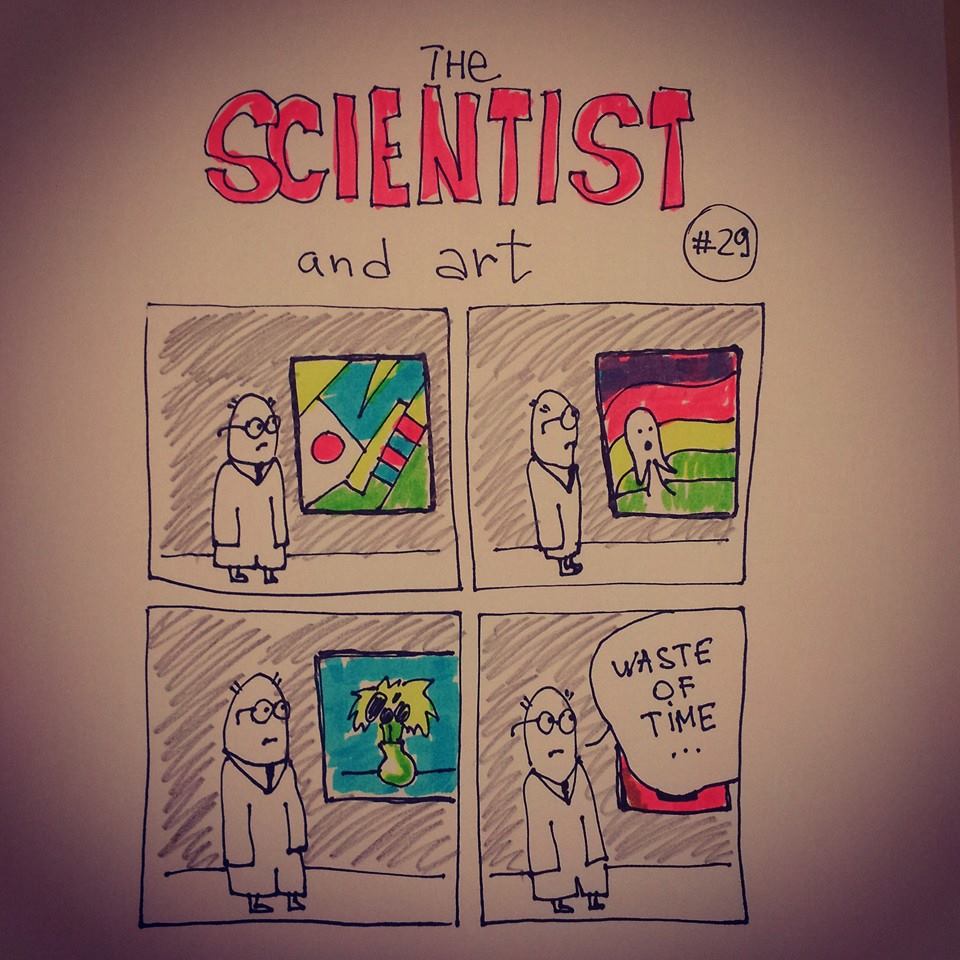 THe
SCIENTIST
and art
#29
WASTE
OF
TiME
...